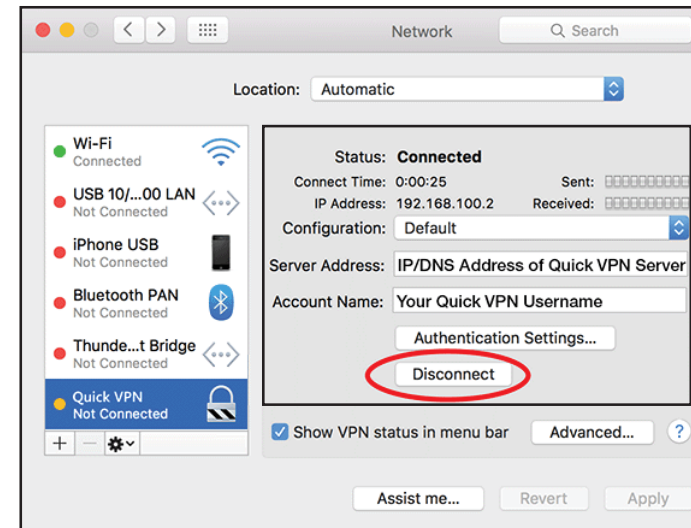 Network
Search
Location: Automatic
Wi-Fi
Connected
USB 10/...00 LAN
Not Connected
iPhone USB
Not Connected
Bluetooth PAN
Not Connected
Thunde...t Bridge
Not Connected
Quick VPN
Not Connected
Status: Connected
Connect Time: 0:00:25 Sent:
IP Address: 192.168.100.2 Received:
Configuration: Default
Server Address: IP/DNS Address of Quick VPN Server
Account Name: Your Quick VPN Username
Authentication Settings...
Disconnect
Show VPN status in menu bar Advanced... ?
Assist me... Revert Apply